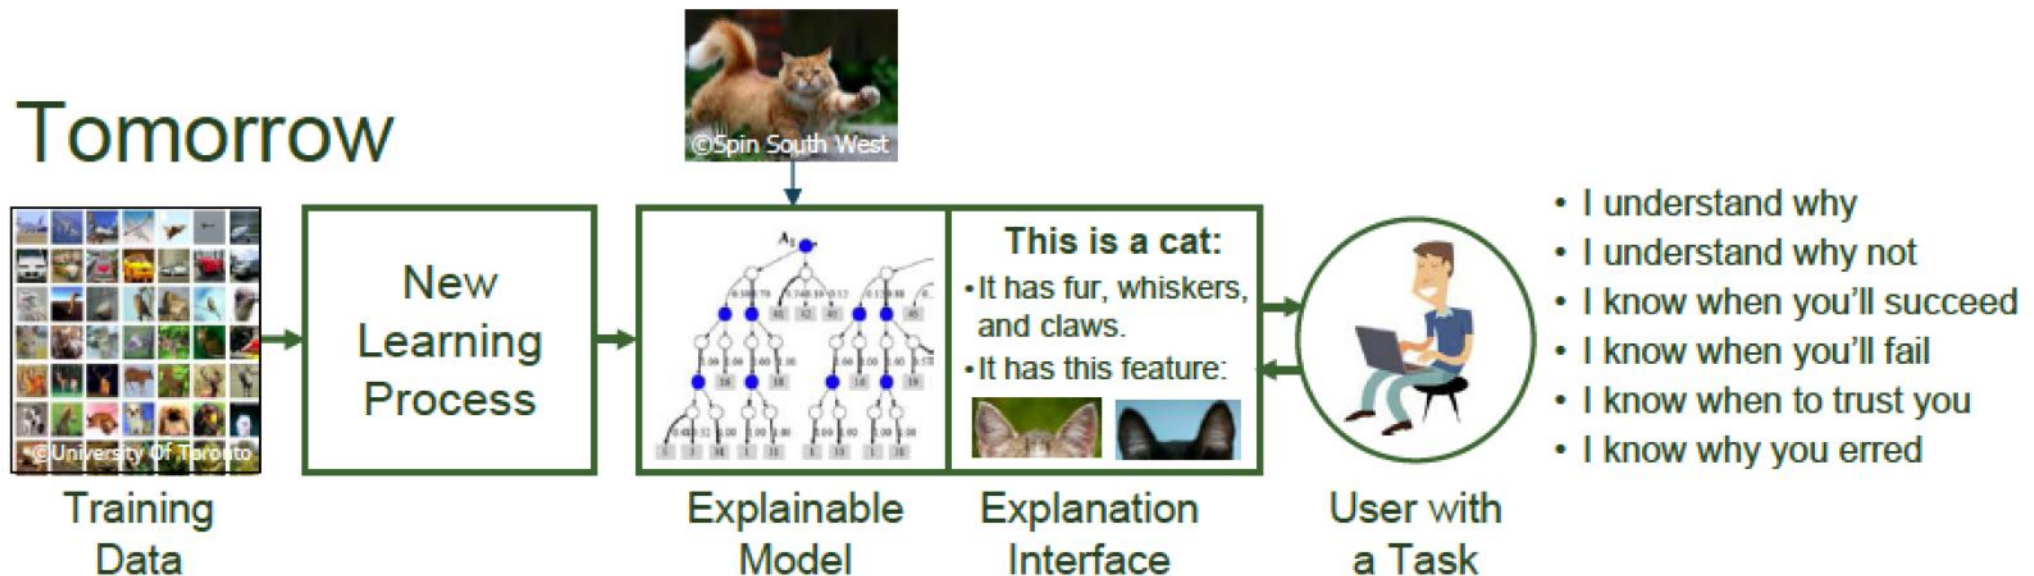 Tomorrow
©Spin South West
©University Of Toronto
Training
Data
New
Learning
Process
A₁
Explainable
Model
This is a cat:
•It has fur, whiskers,
and claws.
•It has this feature:
Explanation
Interface
User with
a Task
• I understand why
• I understand why not
• I know when you'll succeed
• I know when you'll fail
• I know when to trust you
• I know why you erred